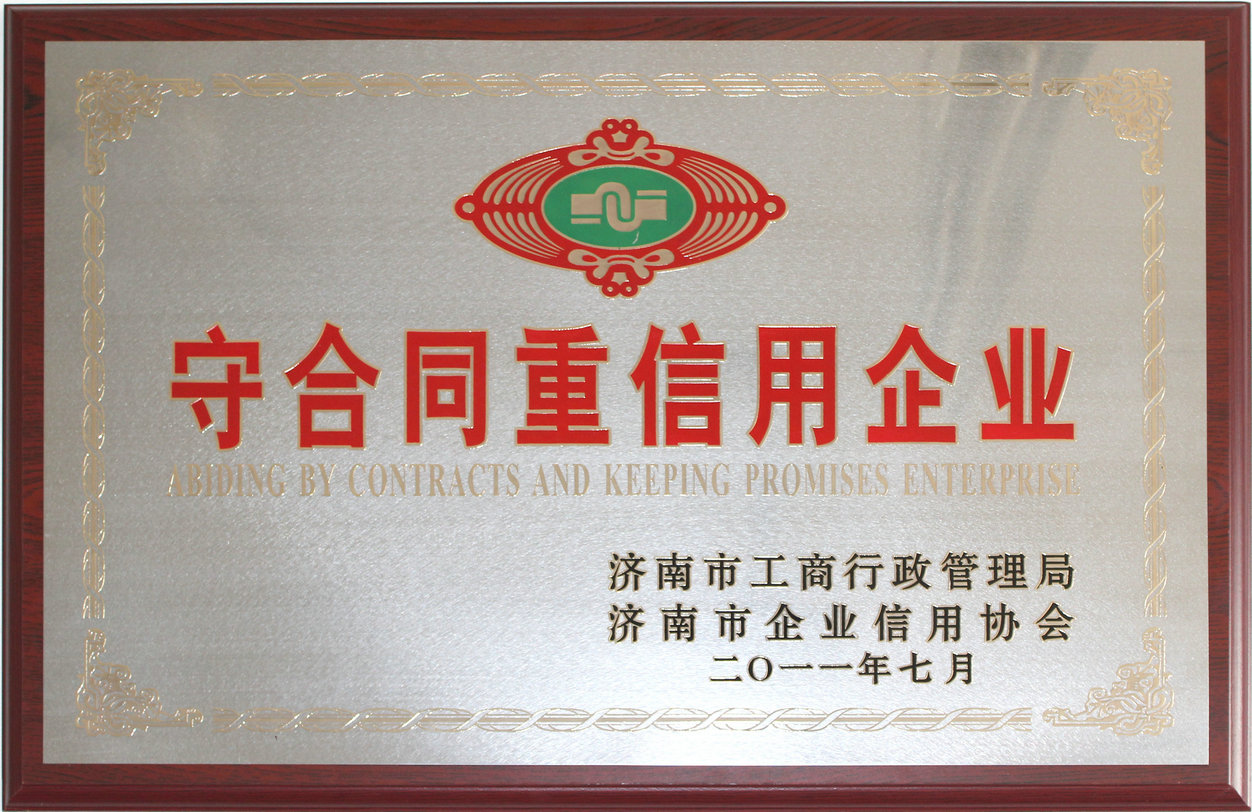 守合同重信用企业
ABIDING BY CONTRACTS AND KEEPING PROMISES ENTERPRISE
济南市工商行政管理局
济南市企业信用协会
二〇一一年七月